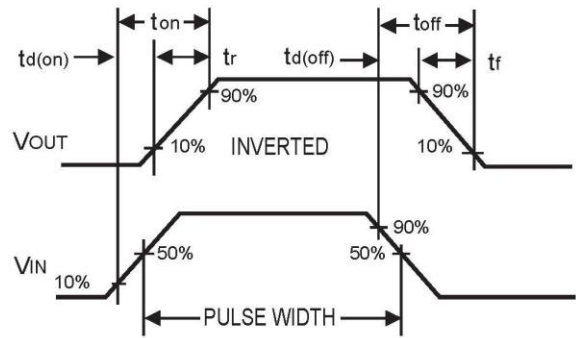 ton toff
td(on) tr td(off) tf
90% 90%
VOUT 10% INVERTED 10%
90%
VIN 50% 50%
10%
PULSE WIDTH